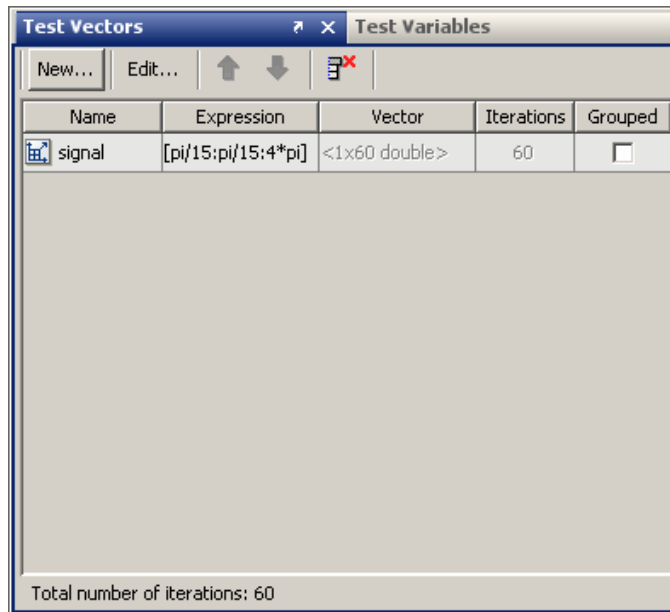 Test Vectors Test Variables
New... Edit...
Name Expression Vector Iterations Grouped
signal [pi/15:pi/15:4*pi] <1x60 double> 60
Total number of iterations: 60